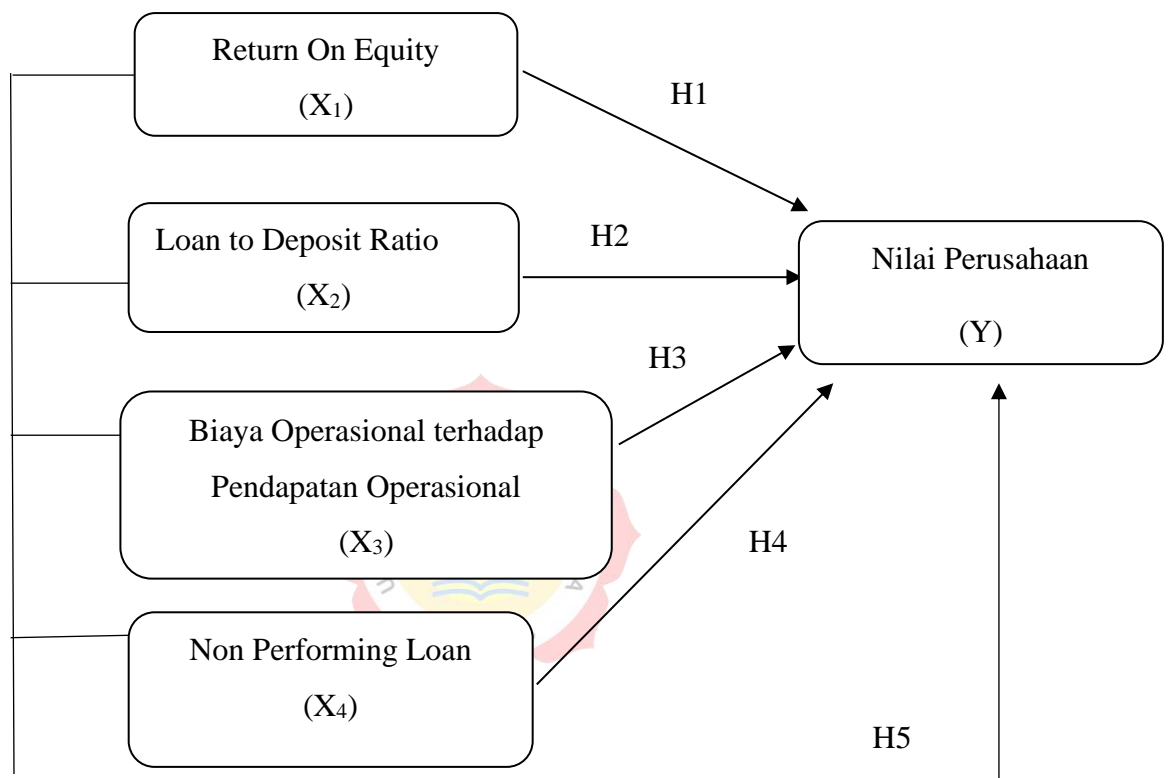 Return On Equity
(X₁)
H1
Loan to Deposit Ratio
(X₂)
H2
Nilai Perusahaan
(Y)
H3
Biaya Operasional terhadap
Pendapatan Operasional
(X₃)
H4
Non Performing Loan
(X₄)
H5